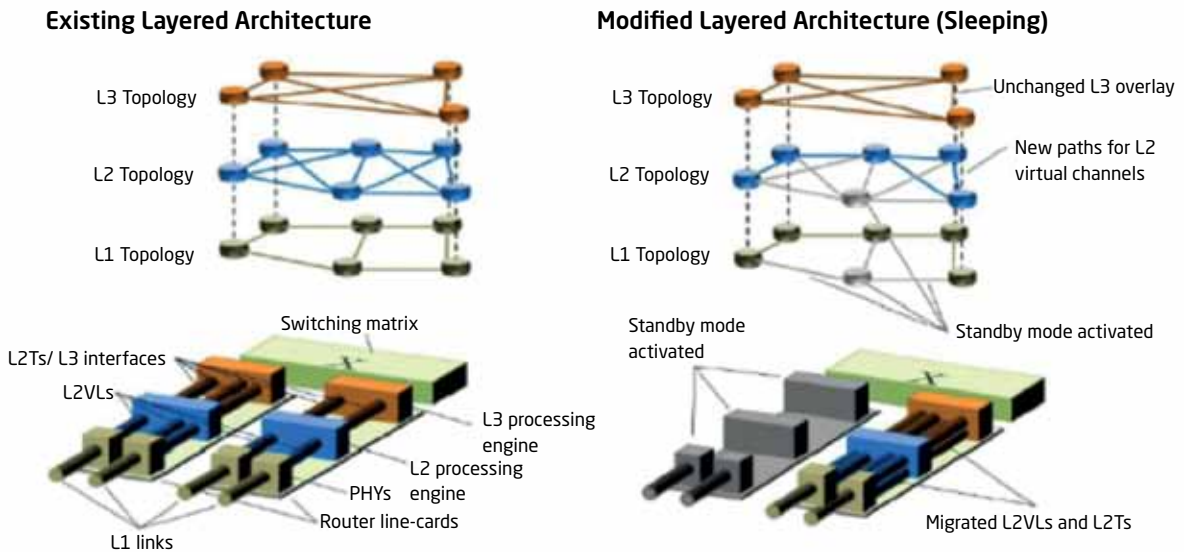 Existing Layered Architecture
L3 Topology
L2 Topology
L1 Topology
Switching matrix
L2Ts/ L3 interfaces
L2VLs
L3 processing
engine
L2 processing
engine
PHYs
Router line-cards
L1 links
Modified Layered Architecture (Sleeping)
L3 Topology
Unchanged L3 overlay
L2 Topology
New paths for L2
virtual channels
L1 Topology
Standby mode
activated
Standby mode activated
Migrated L2VLs and L2Ts